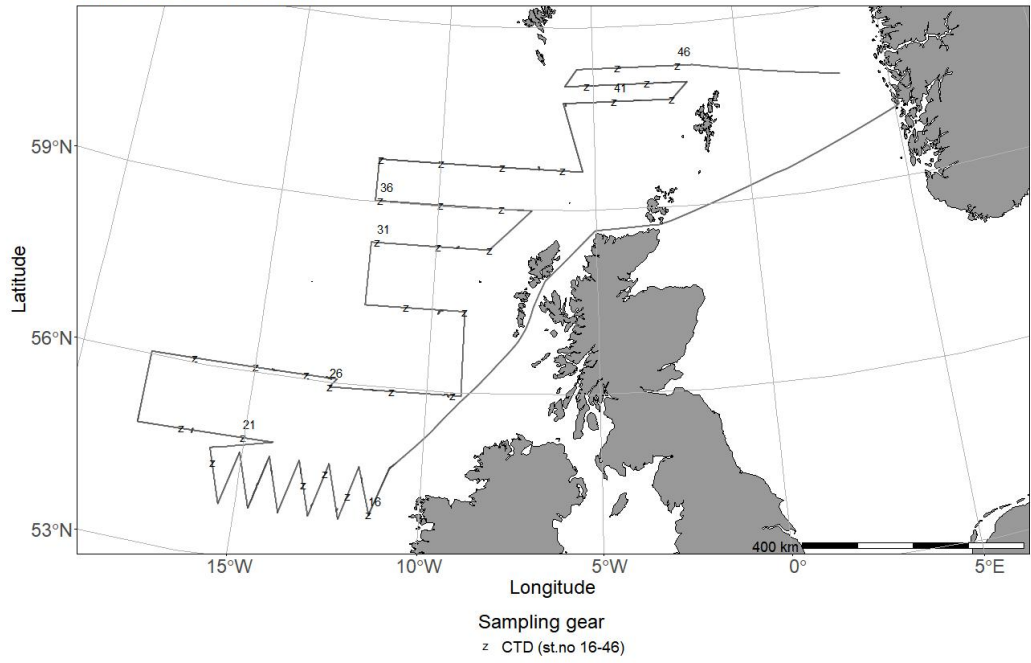 46
41
59°N
36
31
Latitude
56°N
26
21
16
53°N
400 km
15°W
10°W
5°W
0°
5°E
Longitude
Sampling gear
z CTD (st.no 16-46)